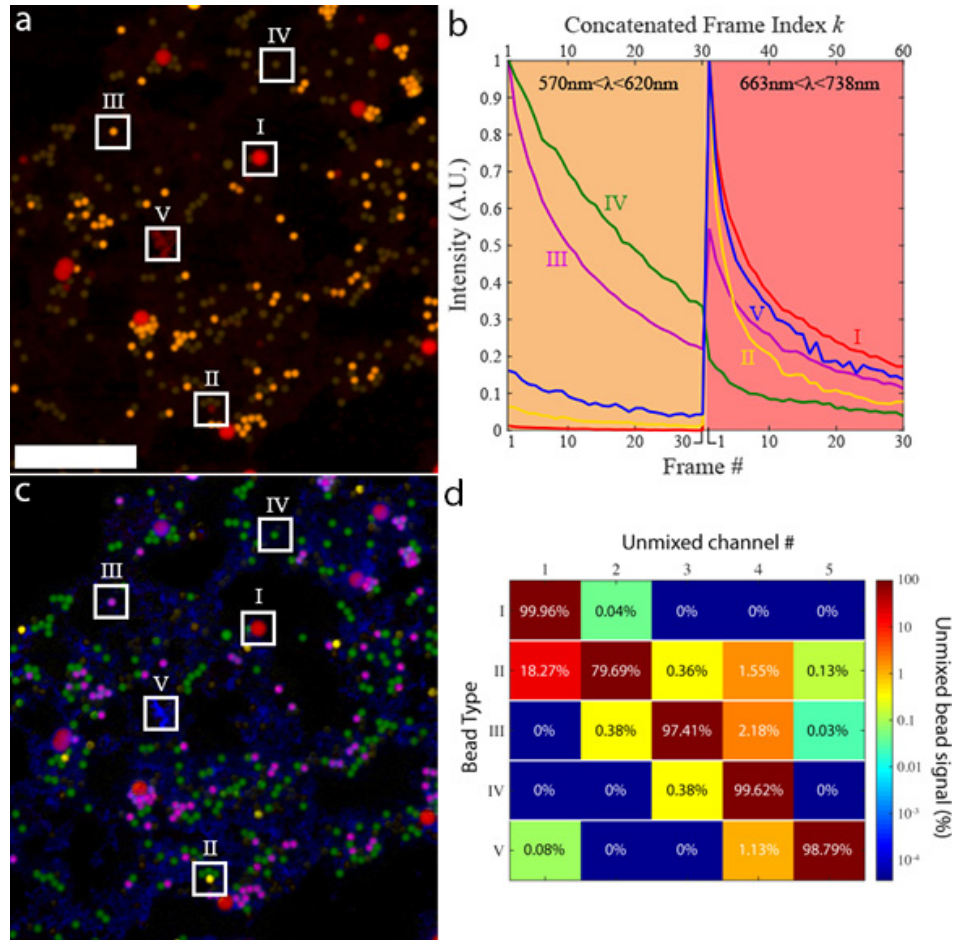 a
IV
III
I
V
II
b
Concatenated Frame Index k
1 10 20 30 40 50 60
570nm<λ<620nm
663nm<λ<738nm
Intensity (A.U.)
1
0.9
0.8
0.7
0.6
0.5
0.4
0.3
0.2
0.1
0
IV
III
V
II
I
1 10 20 30 1 10 20 30
Frame #
c
IV
III
I
V
II
d
Unmixed channel #
1 2 3 4 5
Bead Type
I 99.96% 0.04% 0% 0% 0%
II 18.27% 79.69% 0.36% 1.55% 0.13%
III 0% 0.38% 97.41% 2.18% 0.03%
IV 0% 0% 0.38% 99.62% 0%
V 0.08% 0% 0% 1.13% 98.79%
100
10
1
0.1
0.01
10⁻³
10⁻⁴
Unmixed bead signal (%)